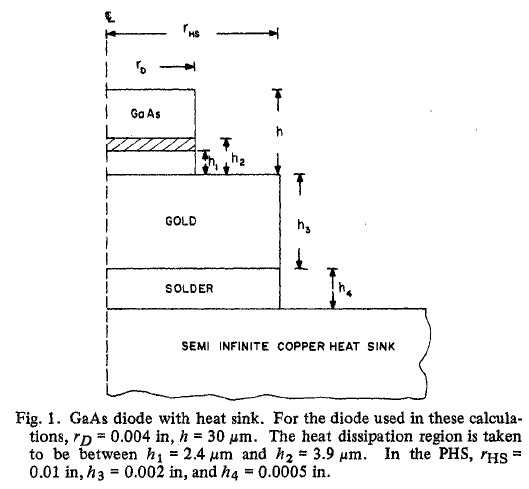 ℄
r_HS
r_D
GaAs
h
h_1
h_2
GOLD
h_3
SOLDER
h_4
SEMI INFINITE COPPER HEAT SINK
Fig. 1. GaAs diode with heat sink. For the diode used in these calcula-
tions, r_D = 0.004 in, h = 30 μm. The heat dissipation region is taken
to be between h_1 = 2.4 μm and h_2 = 3.9 μm. In the PHS, r_HS =
0.01 in, h_3 = 0.002 in, and h_4 = 0.0005 in.